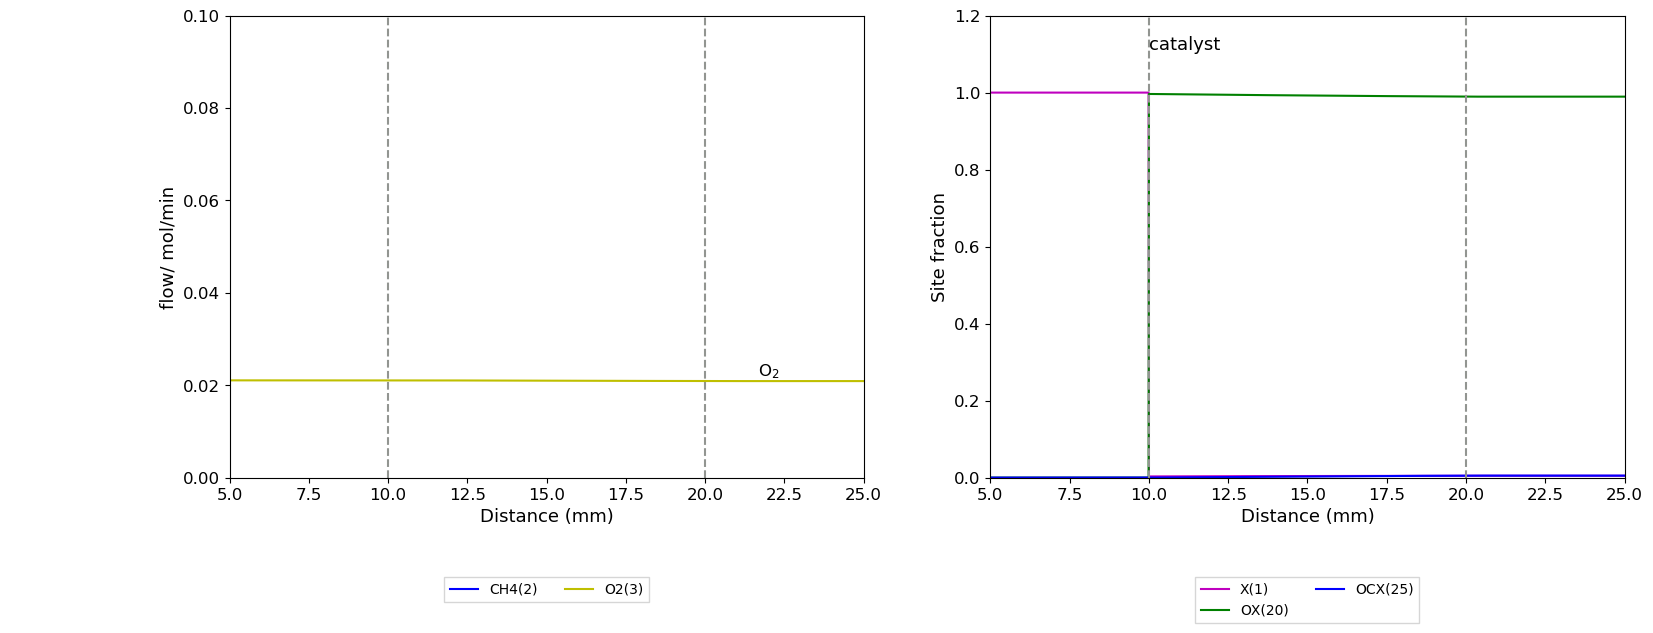 0.10
0.08
0.06
0.04
0.02
0.00
flow/ mol/min
O₂
5.0 7.5 10.0 12.5 15.0 17.5 20.0 22.5 25.0
Distance (mm)
CH4(2) O2(3)
1.2
1.0
0.8
0.6
0.4
0.2
0.0
Site fraction
catalyst
5.0 7.5 10.0 12.5 15.0 17.5 20.0 22.5 25.0
Distance (mm)
X(1) OCX(25)
OX(20)